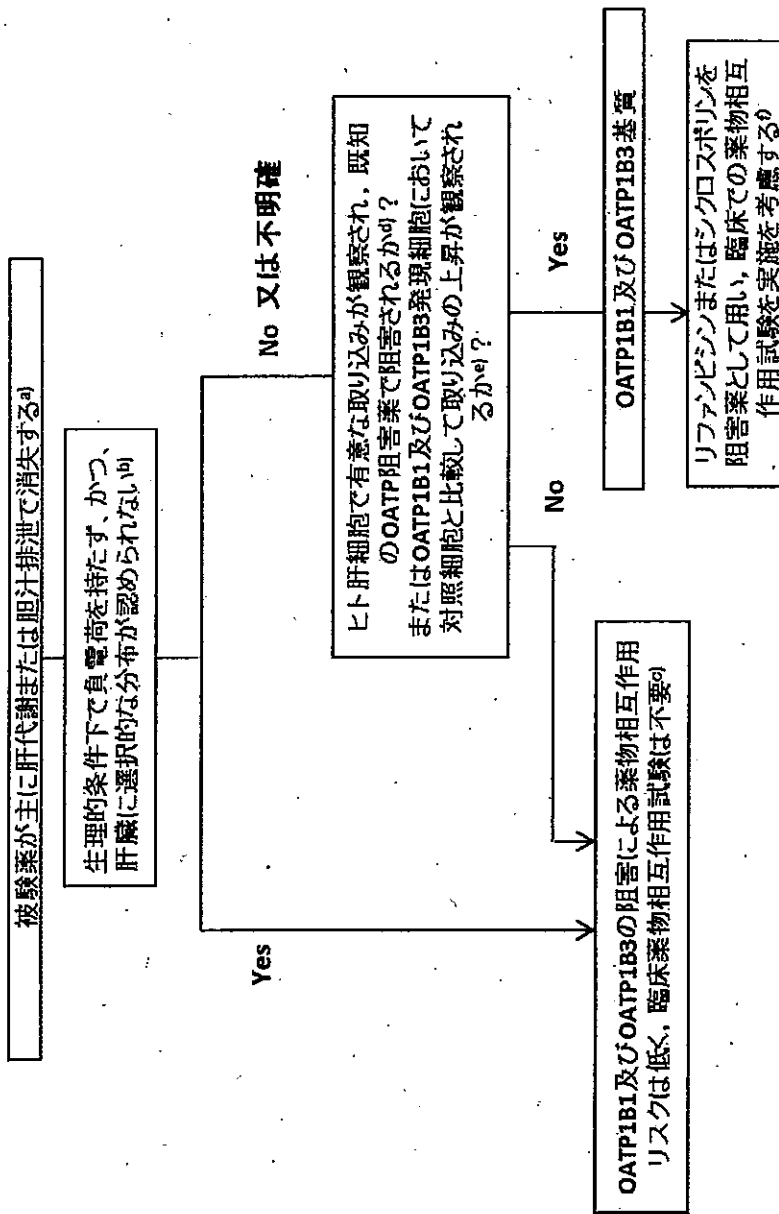 被験薬が主に肝代謝または胆汁排泄で消失するa)
生理的条件下で負電荷を持たず、かつ、
肝臓に選択的な分布が認められないb)
Yes
No 又は不明確
ヒト肝細胞で有意な取り込みが観察され，既知
のOATP阻害薬で阻害されるかd)？
またはOATP1B1及びOATP1B3発現細胞において
対照細胞と比較して取り込みの上昇が観察され
るかe)？
No
Yes
OATP1B1及びOATP1B3の阻害による薬物相互作用
リスクは低く，臨床薬物相互作用試験は不要c)
OATP1B1及びOATP1B3基質
リファンピシンまたはシクロスポリンを
阻害薬として用い，臨床での薬物相互
作用試験を実施を考慮するf)